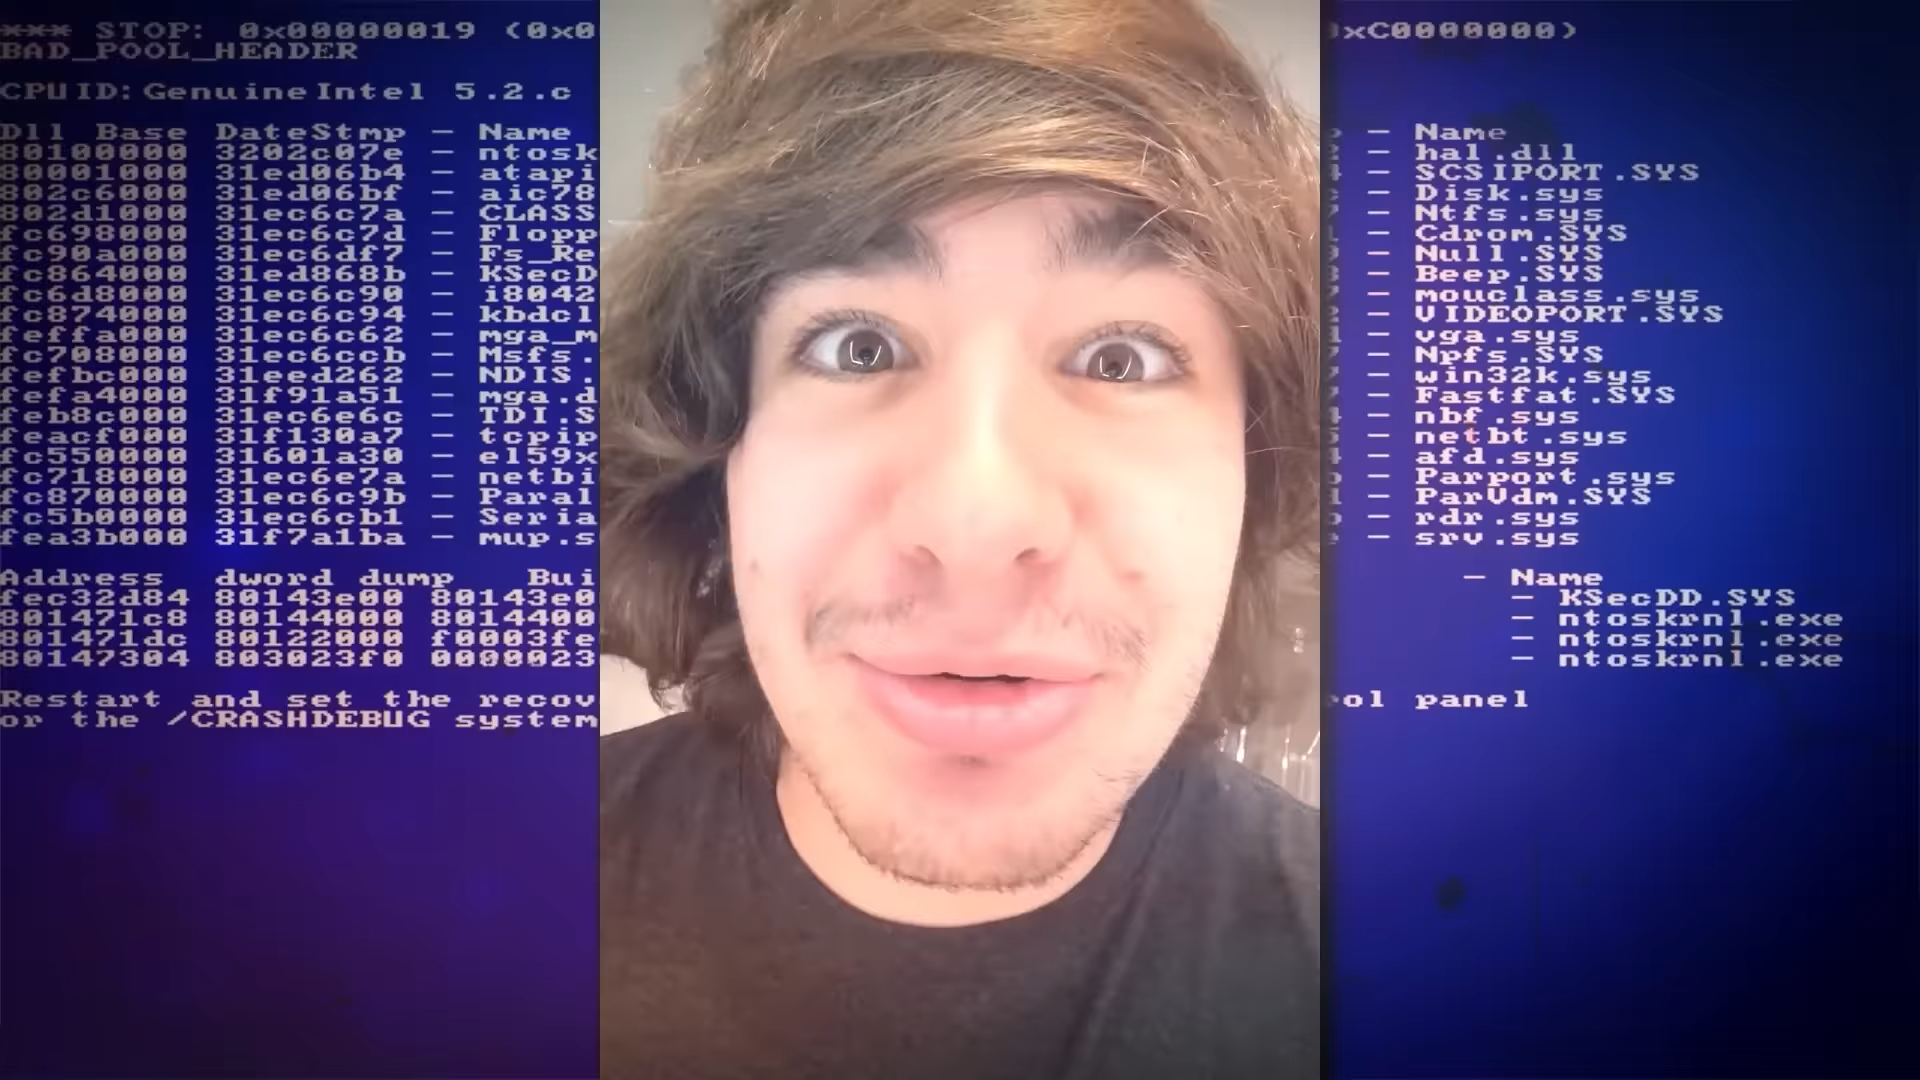 *** STOP: 0x00000019 (0x0 0xC0000000)
BAD_POOL_HEADER
CPUID:GenuineIntel 5.2.c
Dll Base DateStmp - Name - Name
80100000 3202c07e - ntosk - hal.dll
80001000 31ed06b4 - atapi - SCSIPORT.SYS
802c6000 31ed06bf - aic78 - Disk.sys
802d1000 31ec6c7a - CLASS - Ntfs.sys
fc698000 31ec6c7d - Flopp - Cdrom.SYS
fc90a000 31ec6df7 - Fs_Re - Null.SYS
fc864000 31ed868b - KSecD - Beep.SYS
fc6d8000 31ec6c90 - i8042 - mouclass.sys
fc874000 31ec6c94 - kbdcl - VIDEOPORT.SYS
feffa000 31ec6c62 - mga_m - vga.sys
fc708000 31ec6ccb - Msfs. - Npfs.SYS
fefbc000 31eed262 - NDIS. - win32k.sys
fefa4000 31f91a51 - mga.d - Fastfat.SYS
feb8c000 31ec6e6c - TDI.S - nbf.sys
feacf000 31f130a7 - tcpip - netbt.sys
fc550000 31601a30 - el59x - afd.sys
fc718000 31ec6e7a - netbi - Parport.sys
fc870000 31ec6c9b - Paral - ParVdm.SYS
fc5b0000 31ec6cb1 - Seria - rdr.sys
fea3b000 31f7a1ba - mup.s - srv.sys
Address dword dump Bui - Name
fec32d84 80143e00 80143e0 - KSecDD.SYS
801471c8 80144000 8014400 - ntoskrnl.exe
801471dc 80122000 f0003fe - ntoskrnl.exe
80147304 803023f0 0000023 - ntoskrnl.exe
Restart and set the recov ol panel
or the /CRASHDEBUG system